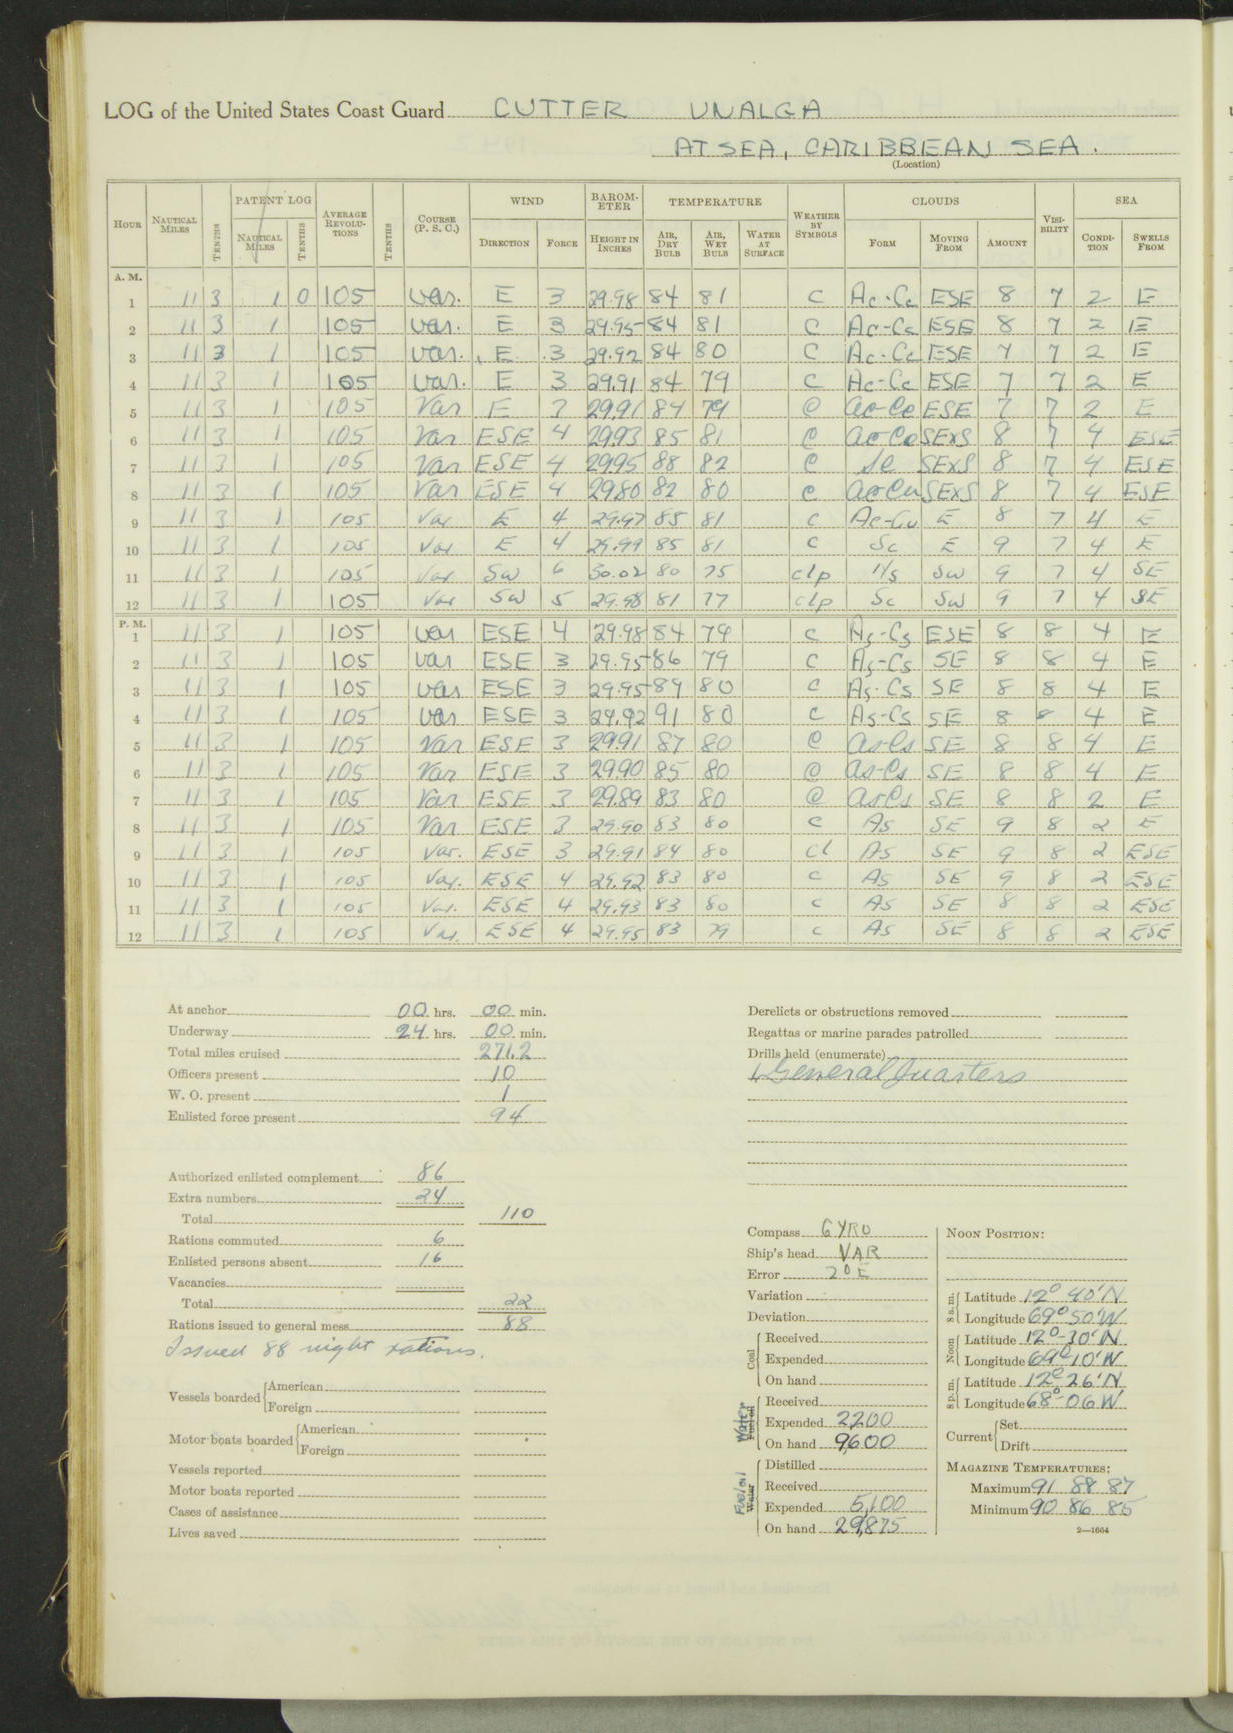 LOG of the United States Coast Guard CUTTER UNALGA
AT SEA, CARIBBEAN SEA.
(Location)
HOUR NAUTICAL MILES TENTHS PATENT LOG NAUTICAL MILES TENTHS AVERAGE REVOLUTIONS TENTHS COURSE (P. S. C.) WIND DIRECTION FORCE BAROMETER HEIGHT IN INCHES TEMPERATURE AIR, DRY BULB AIR, WET BULB WATER AT SURFACE WEATHER BY SYMBOLS CLOUDS FORM MOVING FROM AMOUNT VISIBILITY SEA CONDITION SWELLS FROM
A. M.
1 11 3 1 0 105 var. E 3 29.98 84 81 C Ac-Cc ESE 8 7 2 E
2 11 3 1 105 var. E 3 29.95 84 81 C Ac-Cc ESE 8 7 2 E
3 11 3 1 105 var. E 3 29.92 84 80 C Ac-Cc ESE 7 7 2 E
4 11 3 1 105 var. E 3 29.91 84 79 C Ac-Cc ESE 7 7 2 E
5 11 3 1 105 Var E 3 29.91 84 79 C Ac-Cc ESE 7 7 2 E
6 11 3 1 105 Var ESE 4 29.93 85 81 C Ac-Cc SExS 8 7 4 ESE
7 11 3 1 105 Var ESE 4 29.95 88 82 C Sc SExS 8 7 4 ESE
8 11 3 1 105 Var ESE 4 29.80 82 80 C Ac-Cu SExS 8 7 4 ESE
9 11 3 1 105 Var E 4 29.97 85 81 C Ac-Cu E 8 7 4 E
10 11 3 1 105 Var E 4 29.99 85 81 C Sc E 9 7 4 E
11 11 3 1 105 Var SW 6 30.02 80 75 clp SW 9 7 4 SE
12 11 3 1 105 Var SW 5 29.98 81 77 clp Sc SW 9 7 4 SE
P. M.
1 11 3 1 105 var ESE 4 29.98 84 79 C As-Cs ESE 8 8 4 E
2 11 3 1 105 var ESE 3 29.95 86 79 C As-Cs SE 8 8 4 E
3 11 3 1 105 var ESE 3 29.95 89 80 C As-Cs SE 8 8 4 E
4 11 3 1 105 var ESE 3 29.92 91 80 C As-Cs SE 8 8 4 E
5 11 3 1 105 Var ESE 3 29.91 87 80 C As-Cs SE 8 8 4 E
6 11 3 1 105 Var ESE 3 29.90 85 80 C As-Cs SE 8 8 4 E
7 11 3 1 105 Var ESE 3 29.89 83 80 C As-Cs SE 8 8 2 E
8 11 3 1 105 Var ESE 3 29.90 83 80 C As SE 9 8 2 E
9 11 3 1 105 Var. ESE 3 29.91 84 80 cl As SE 9 8 2 ESE
10 11 3 1 105 Var. ESE 4 29.92 83 80 C As SE 9 8 2 ESE
11 11 3 1 105 Var. ESE 4 29.93 83 80 C As SE 8 8 2 ESE
12 11 3 1 105 Var. ESE 4 29.95 83 79 C As SE 8 8 2 ESE
At anchor 00 hrs. 00 min.
Underway 24 hrs. 00 min.
Total miles cruised 271.2
Officers present 10
W. O. present 1
Enlisted force present 94
Authorized enlisted complement 86
Extra numbers 24
Total 110
Rations commuted 6
Enlisted persons absent 16
Vacancies
Total 22
Rations issued to general mess 88
Issued 88 night rations.
Vessels boarded American
Foreign
Motor boats boarded American
Foreign
Vessels reported
Motor boats reported
Cases of assistance
Lives saved
Derelicts or obstructions removed
Regattas or marine parades patrolled
Drills held (enumerate)
General Quarters
Compass GYRO
Ship's head VAR
Error 2° E
Variation
Deviation
Coal Received
Expended
On hand
Water Fuel oil Received
Expended 2200
On hand 9600
Fuel oil Water Distilled
Received
Expended 5,100
On hand 29,875
NOON POSITION:
8 a.m. Latitude 12° 40' N
Longitude 69° 50' W
Noon Latitude 12°-30' N
Longitude 69° 10' W
8 p.m. Latitude 12° 26' N
Longitude 68°-06 W
Current Set
Drift
MAGAZINE TEMPERATURES:
Maximum 91 88 87
Minimum 90 86 85
2—1664